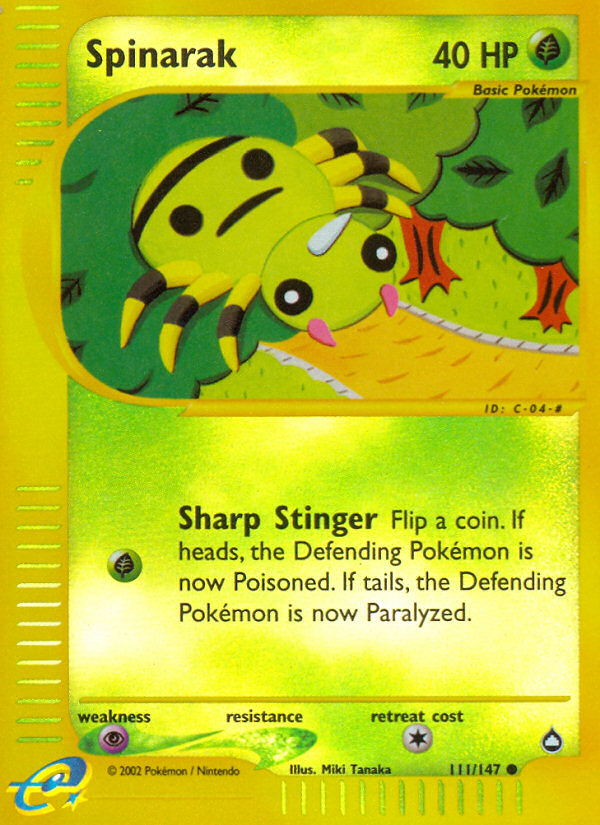 Spinarak
40 HP
Basic Pokémon
ID: C-04-#
Sharp Stinger Flip a coin. If
heads, the Defending Pokémon is
now Poisoned. If tails, the Defending
Pokémon is now Paralyzed.
weakness resistance retreat cost
© 2002 Pokémon / Nintendo Illus. Miki Tanaka 111/147